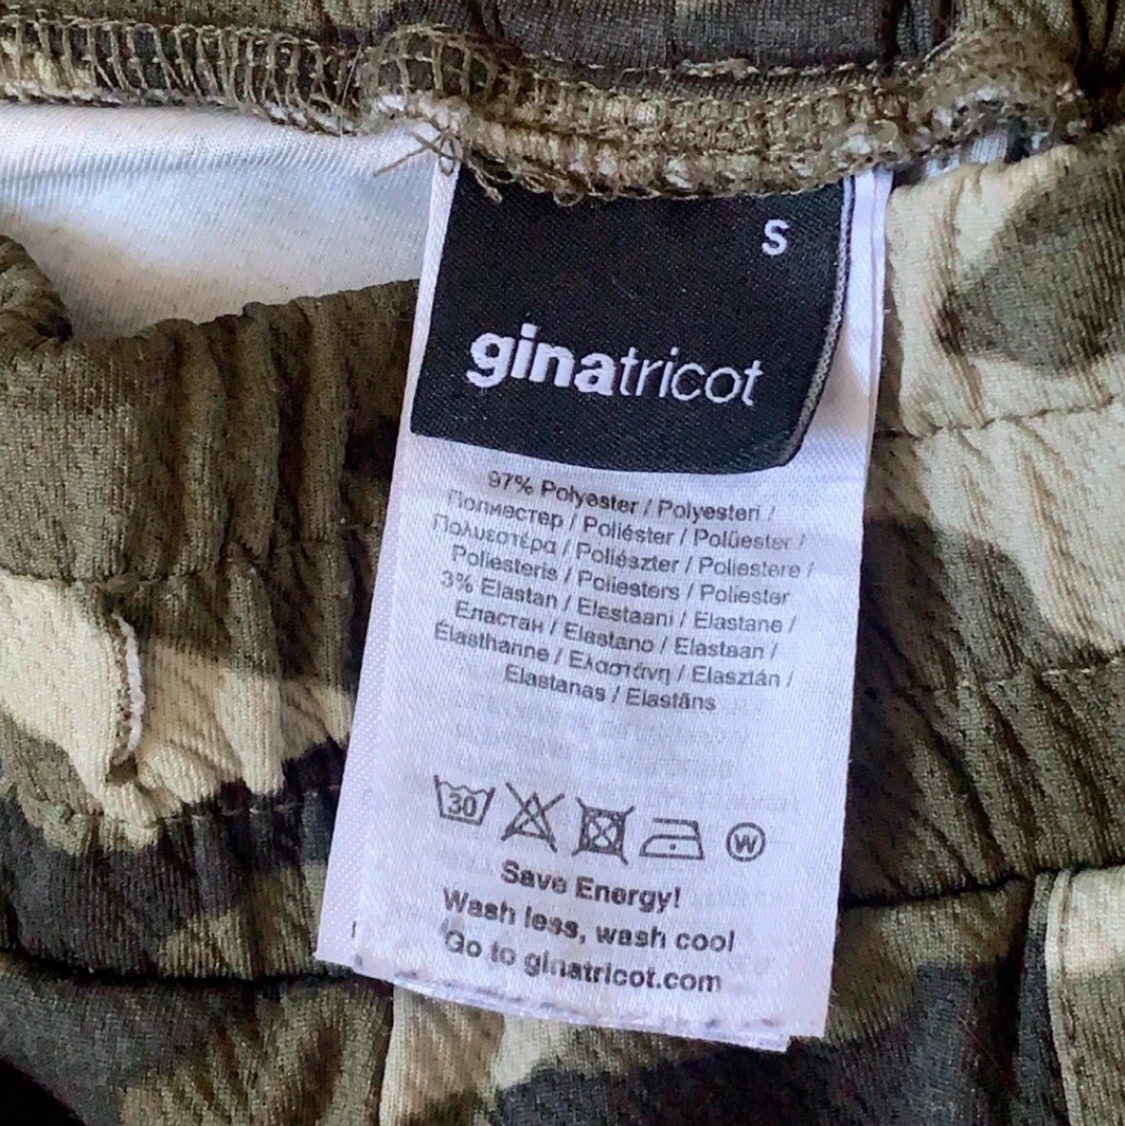 S
ginatricot
97% Polyester / Polyesteri /
Полиестер / Poliéster / Polüester /
Πολυεστέρα / Poliészter / Poliestere /
Poliesteris / Poliesters / Poliester
3% Elastan / Elastaani / Elastane /
Еластан / Elastano / Elastaan /
Élasthanne / Ελαστάνη / Elasztán /
Elastanas / Elastāns
30
W
Save Energy!
Wash less, wash cool
Go to ginatricot.com